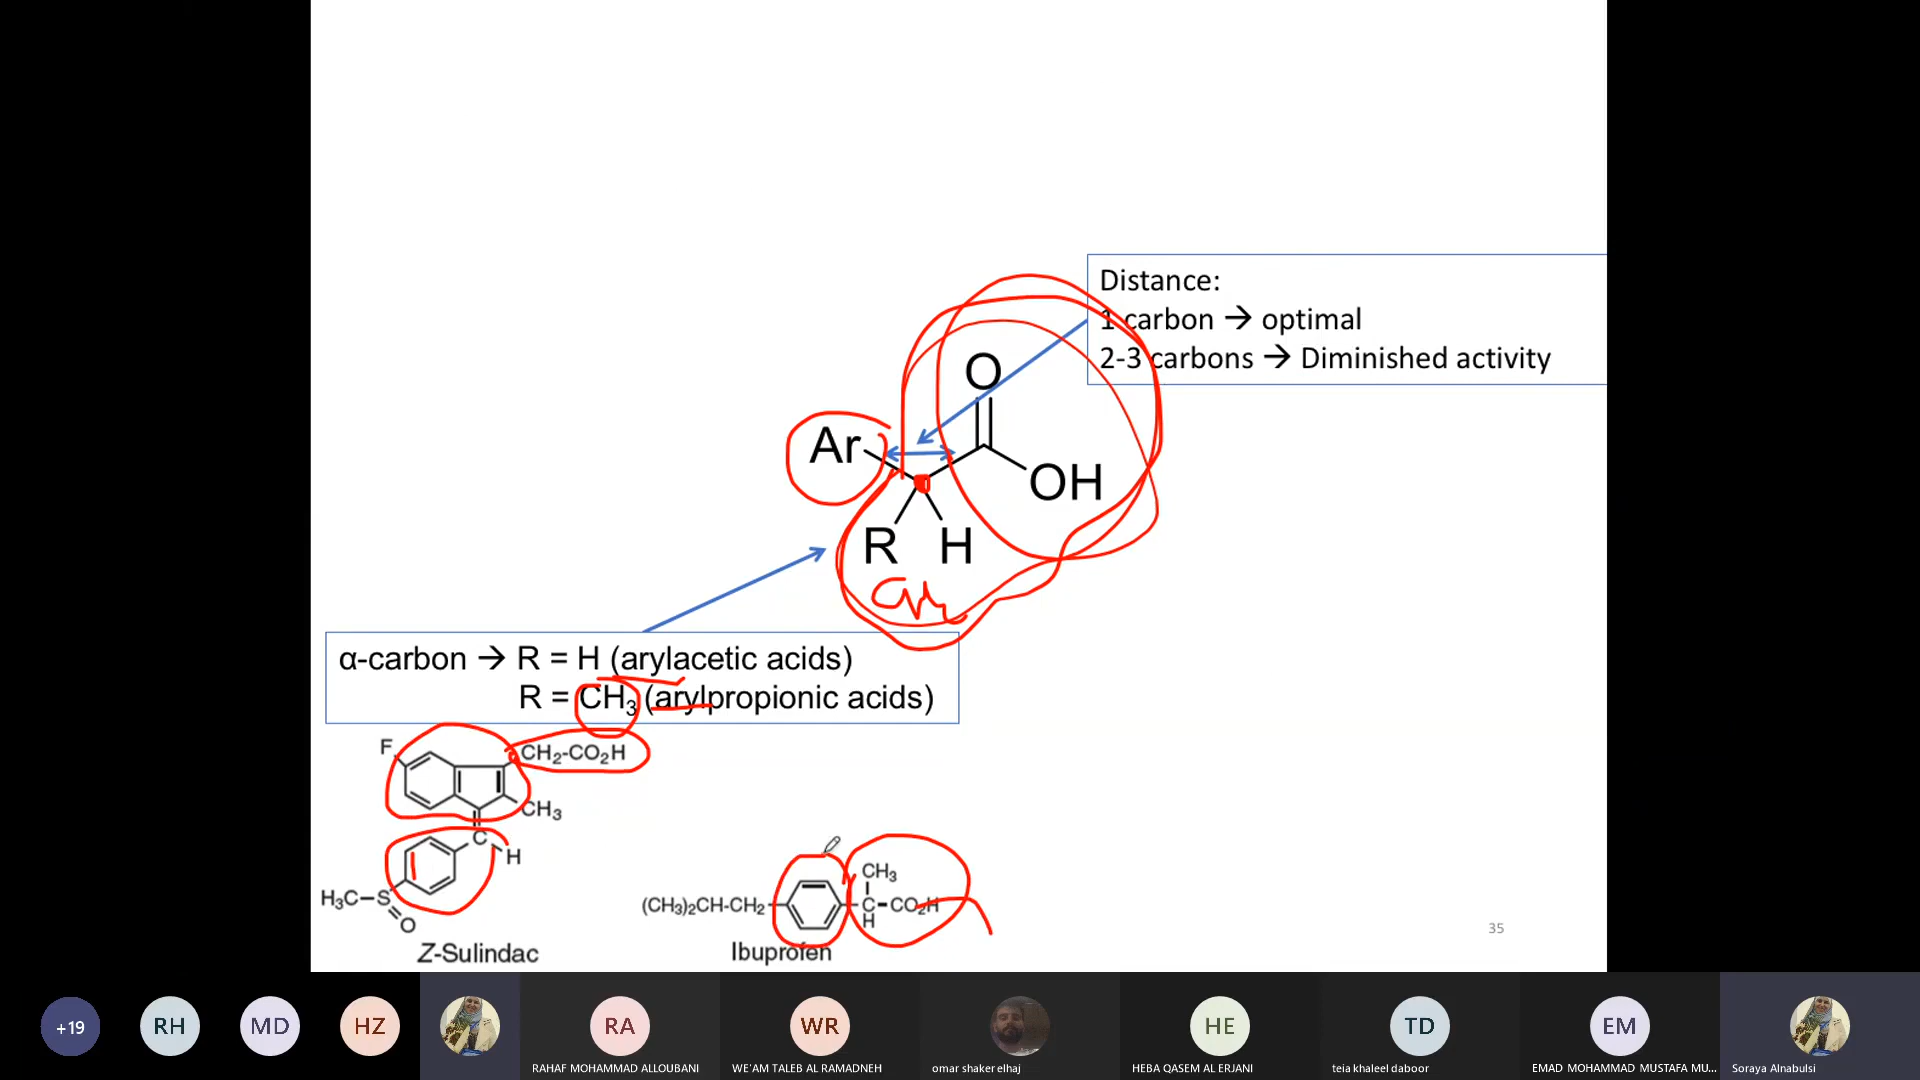 Distance:
1 carbon → optimal
2-3 carbons → Diminished activity
O
Ar
OH
R H
α-carbon → R = H (arylacetic acids)
R = CH₃ (arylpropionic acids)
F
CH₂-CO₂H
CH₃
C
H
H₃C-S
O
Z-Sulindac
CH₃
(CH₃)₂CH-CH₂
C-CO₂H
H
Ibuprofen
35
+19
RH
MD
HZ
RA
WR
HE
TD
EM
RAHAF MOHAMMAD ALLOUBANI
WE'AM TALEB AL RAMADNEH
omar shaker elhaj
HEBA QASEM AL ERJANI
teia khaleel daboor
EMAD MOHAMMAD MUSTAFA MU...
Soraya Alnabulsi